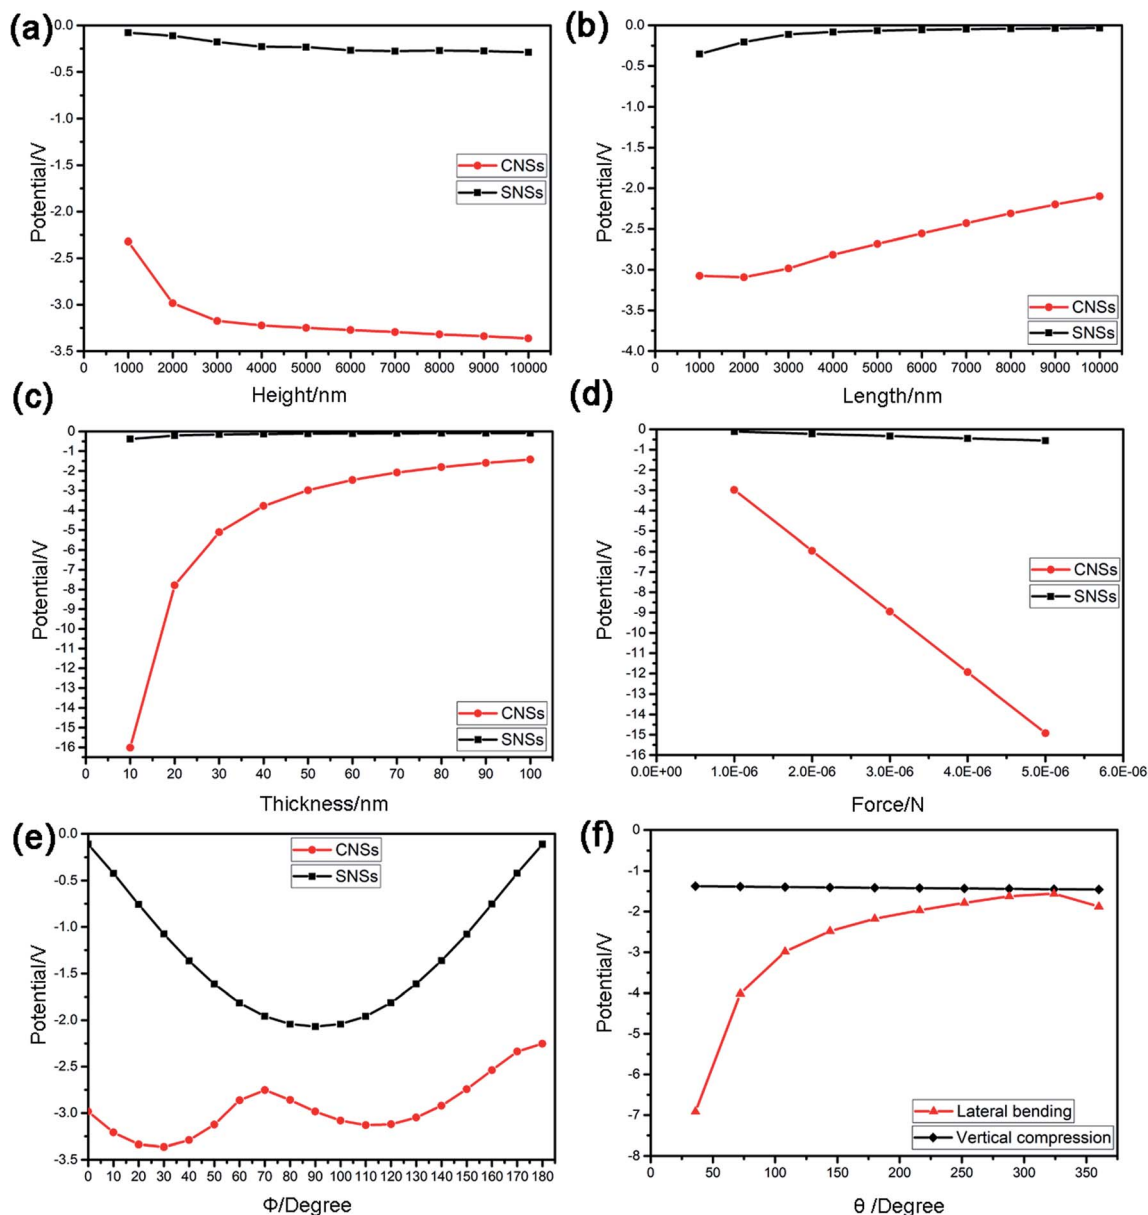 (a)
0.0
-0.5
-1.0
-1.5
-2.0
-2.5
-3.0
-3.5
Potential/V
CNSs
SNSs
1000 2000 3000 4000 5000 6000 7000 8000 9000 10000
Height/nm
(b)
0.0
-0.5
-1.0
-1.5
-2.0
-2.5
-3.0
-3.5
-4.0
Potential/V
CNSs
SNSs
0 1000 2000 3000 4000 5000 6000 7000 8000 9000 10000
Length/nm
(c)
0
-1
-2
-3
-4
-5
-6
-7
-8
-9
-10
-11
-12
-13
-14
-15
-16
Potential/V
CNSs
SNSs
0 10 20 30 40 50 60 70 80 90 100
Thickness/nm
(d)
0
-1
-2
-3
-4
-5
-6
-7
-8
-9
-10
-11
-12
-13
-14
-15
-16
Potential/V
CNSs
SNSs
0.0E+00 1.0E-06 2.0E-06 3.0E-06 4.0E-06 5.0E-06 6.0E-06
Force/N
(e)
0.0
-0.5
-1.0
-1.5
-2.0
-2.5
-3.0
-3.5
Potential/V
CNSs
SNSs
0 10 20 30 40 50 60 70 80 90 100 110 120 130 140 150 160 170 180
Φ/Degree
(f)
0
-1
-2
-3
-4
-5
-6
-7
-8
Potential/V
Lateral bending
Vertical compression
0 50 100 150 200 250 300 350
θ /Degree